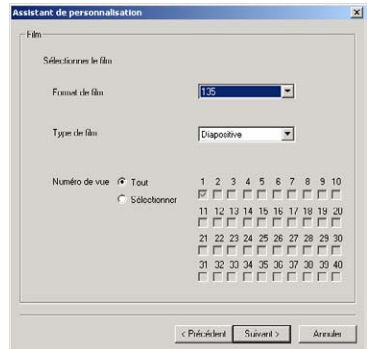 Assistant de personnalisation
Film
Sélectionner le film
Format de film 135
Type de film Diapositive
Numéro de vue Tout 1 2 3 4 5 6 7 8 9 10
Sélectionner
11 12 13 14 15 16 17 18 19 20
21 22 23 24 25 26 27 28 29 30
31 32 33 34 35 36 37 38 39 40
< Précédent Suivant > Annuler